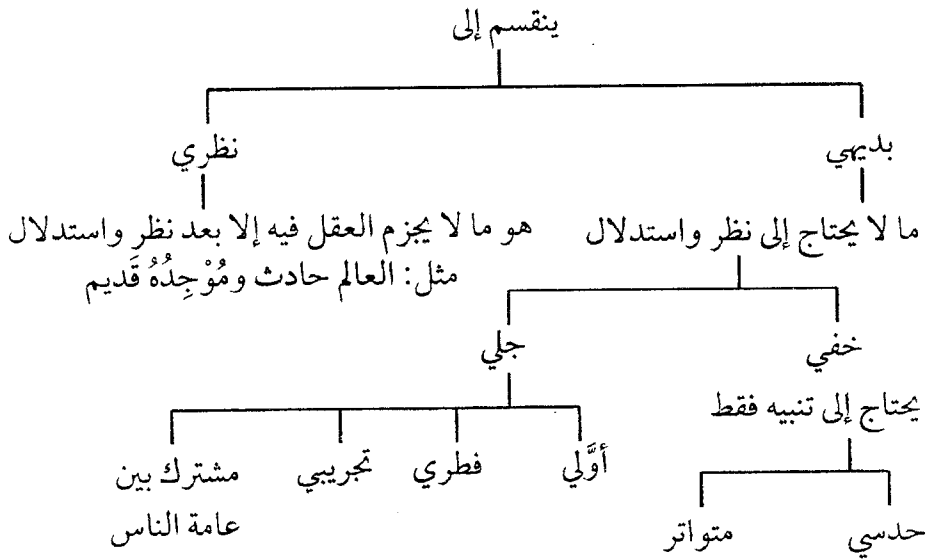 ينقسم إلى
بديهي
نظري
ما لا يحتاج إلى نظر واستدلال
هو ما لا يجزم العقل فيه إلا بعد نظر واستدلال
مثل: العالم حادث ومُوْجِدُهُ قَديم
خفي
جلي
يحتاج إلى تنبيه فقط
حدسي
متواتر
أوَّلي
فطري
تجريبي
مشترك بين
عامة الناس